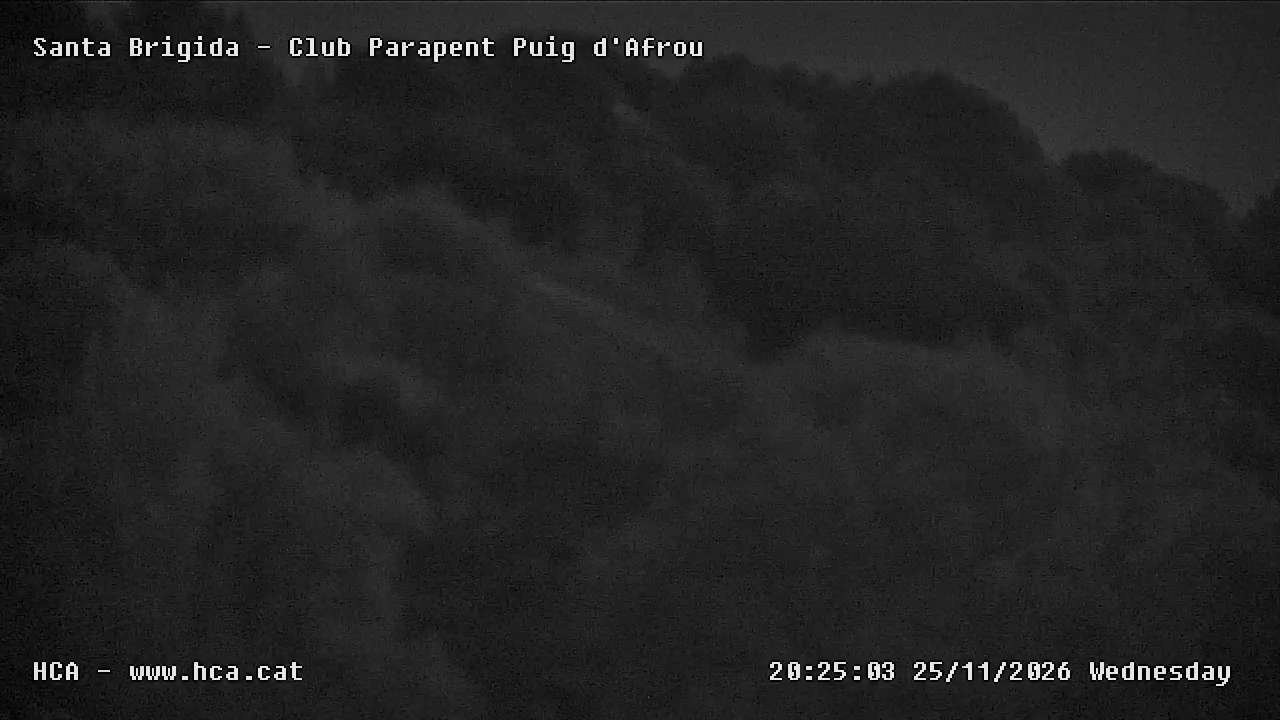 Santa Brigida - Club Parapent Puig d'Afrou
HCA - www.hca.cat
20:25:03 25/11/2026 Wednesday